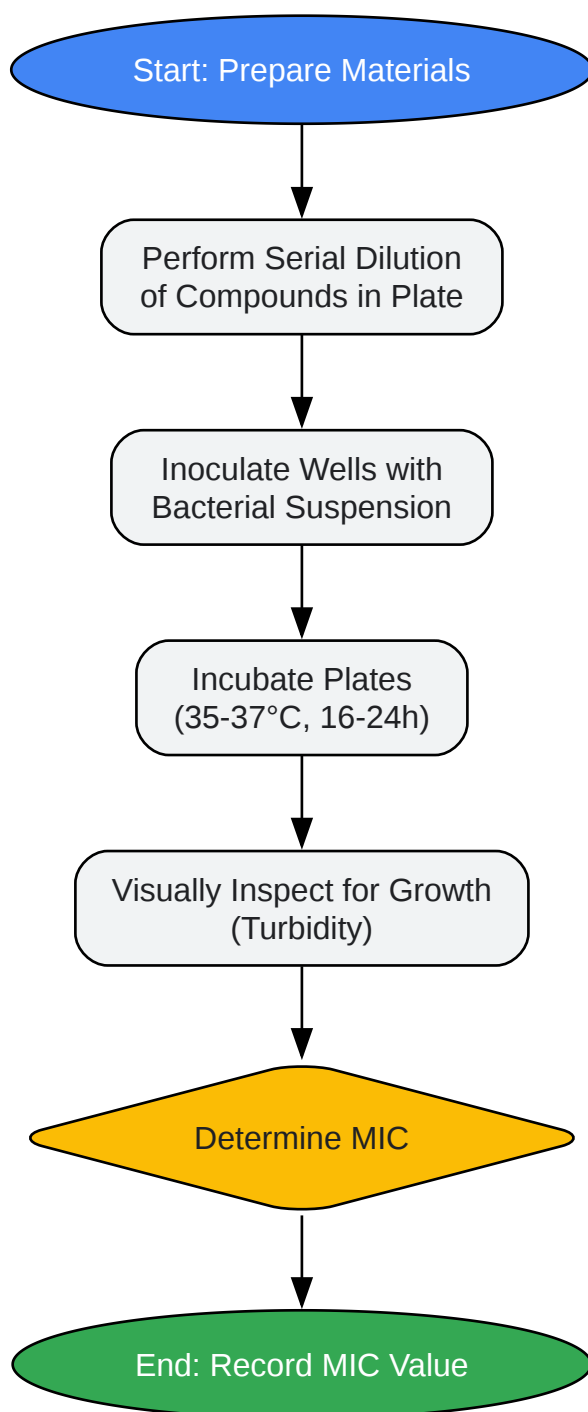 Start: Prepare Materials
Perform Serial Dilution
of Compounds in Plate
Inoculate Wells with
Bacterial Suspension
Incubate Plates
(35-37°C, 16-24h)
Visually Inspect for Growth
(Turbidity)
Determine MIC
End: Record MIC Value